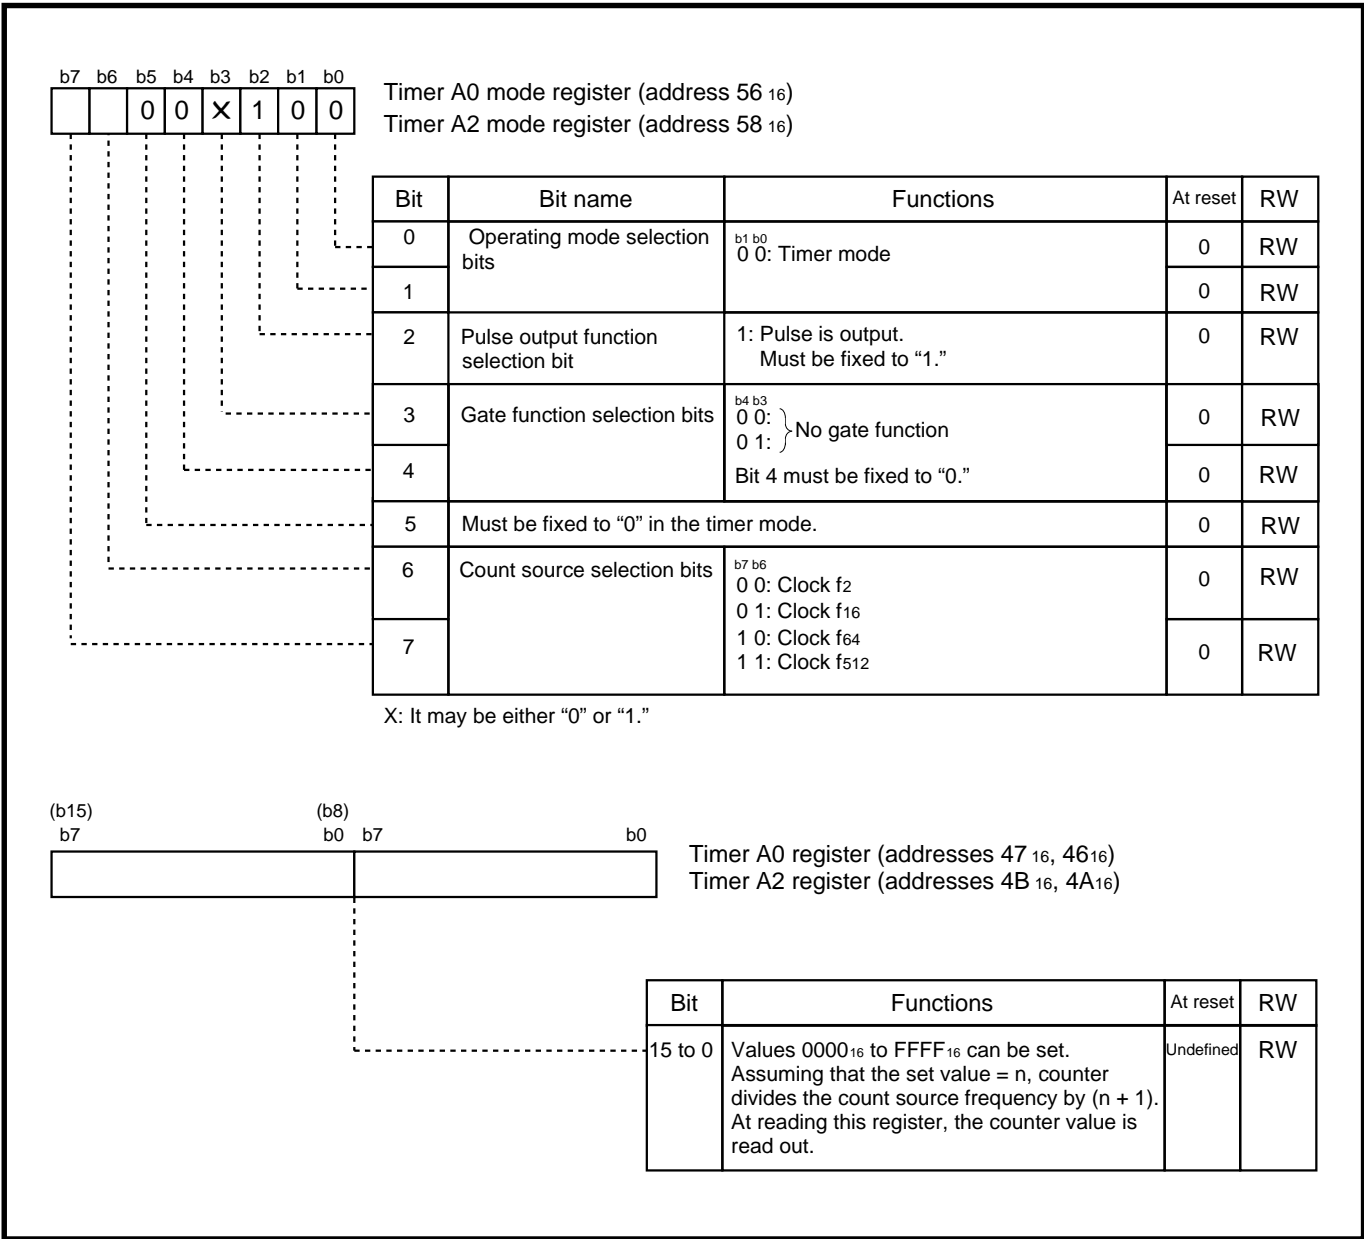 b7 b6 b5 b4 b3 b2 b1 b0
0 0 X 1 0 0
Timer A0 mode register (address 56 16)
Timer A2 mode register (address 58 16)
Bit Bit name Functions At reset RW
0 Operating mode selection bits b1 b0
0 0: Timer mode 0 RW
1 0 RW
2 Pulse output function selection bit 1: Pulse is output.
Must be fixed to “1.” 0 RW
3 Gate function selection bits b4 b3
0 0:
0 1: No gate function 0 RW
4 Bit 4 must be fixed to “0.” 0 RW
5 Must be fixed to “0” in the timer mode. 0 RW
6 Count source selection bits b7 b6
0 0: Clock f2
0 1: Clock f16 0 RW
7 1 0: Clock f64
1 1: Clock f512 0 RW
X: It may be either “0” or “1.”
(b15) (b8)
b7 b0 b7 b0
Timer A0 register (addresses 47 16, 4616)
Timer A2 register (addresses 4B 16, 4A16)
Bit Functions At reset RW
15 to 0 Values 000016 to FFFF16 can be set. Undefined RW
Assuming that the set value = n, counter
divides the count source frequency by (n + 1).
At reading this register, the counter value is
read out.